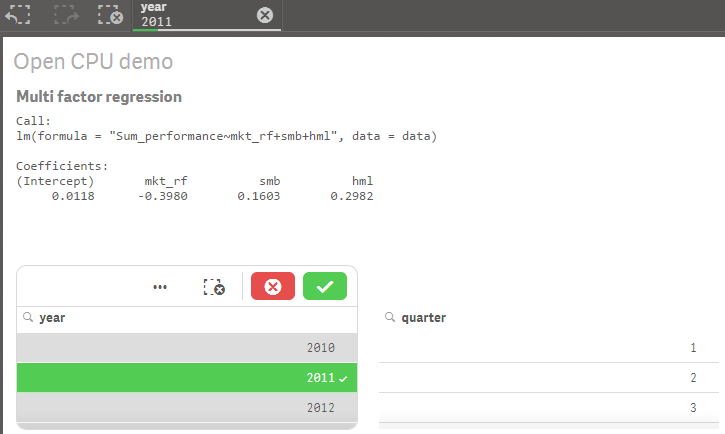 year
2011
Open CPU demo
Multi factor regression
Call:
lm(formula = "Sum_performance~mkt_rf+smb+hml", data = data)
Coefficients:
(Intercept) mkt_rf smb hml
0.0118 -0.3980 0.1603 0.2982
year
quarter
2010
1
2011
2
2012
3